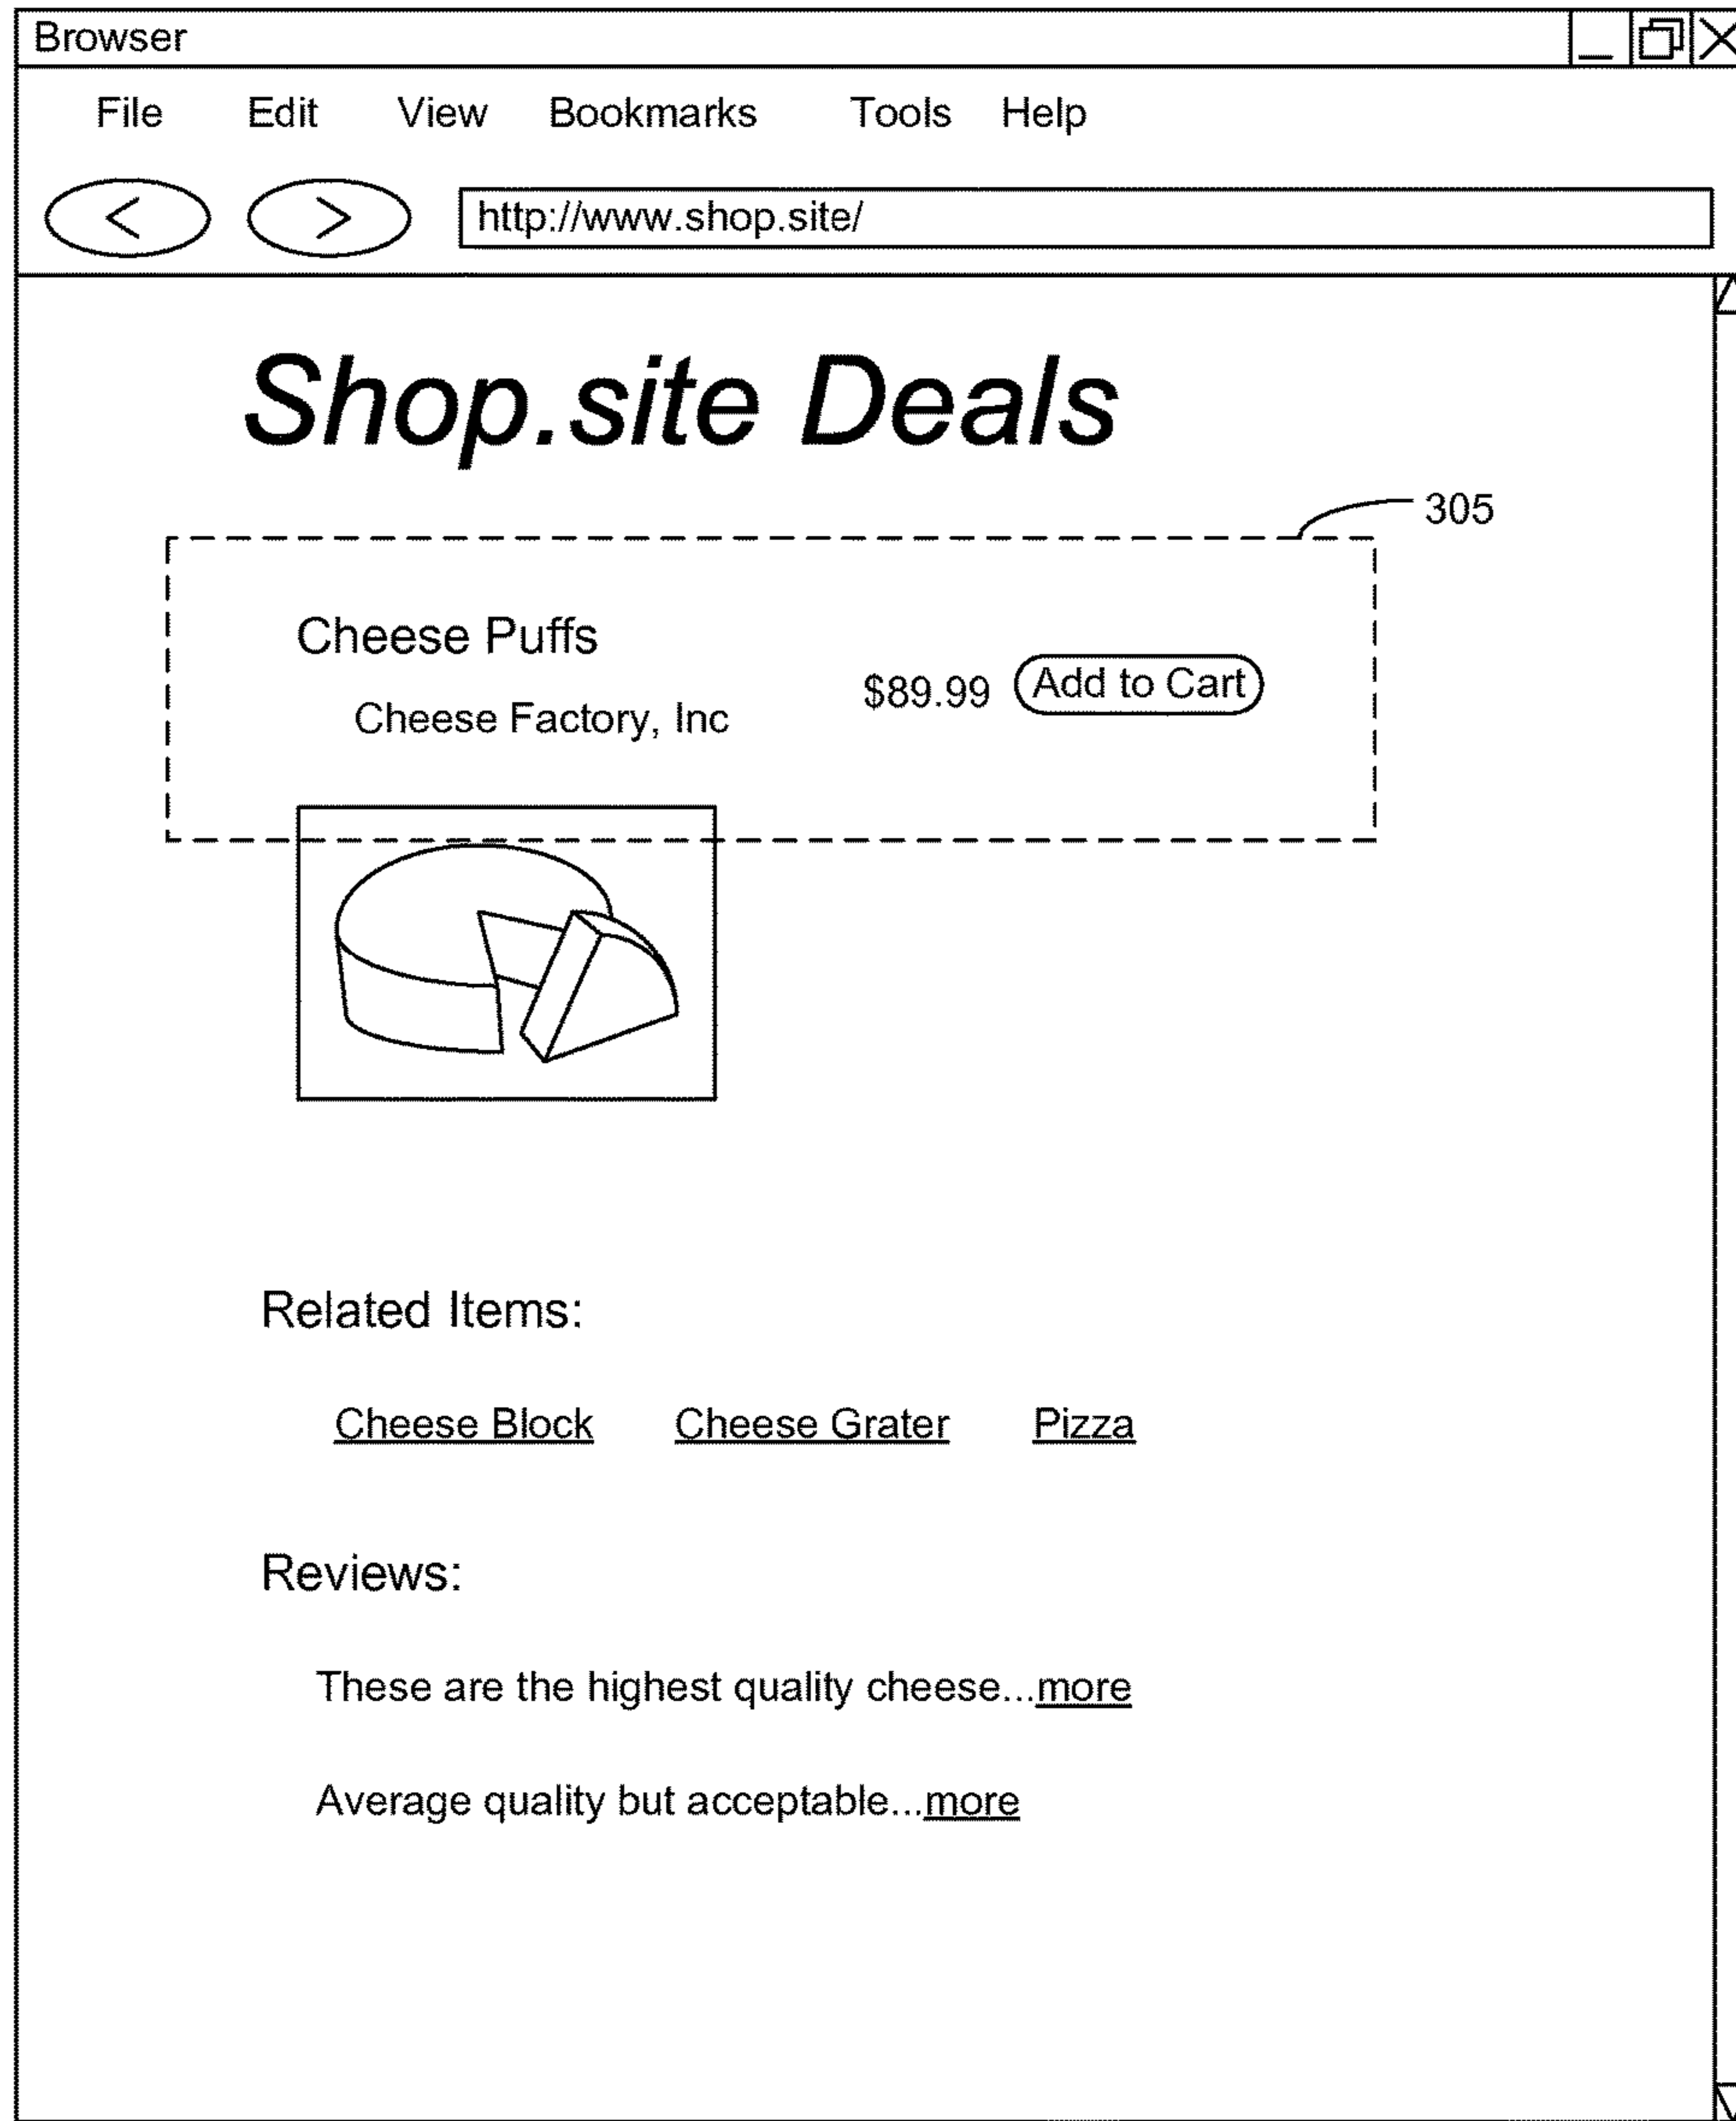 Browser
File Edit View Bookmarks Tools Help
< > http://www.shop.site/
Shop.site Deals
305
Cheese Puffs
$89.99 Add to Cart
Cheese Factory, Inc
Related Items:
Cheese Block Cheese Grater Pizza
Reviews:
These are the highest quality cheese...more
Average quality but acceptable...more